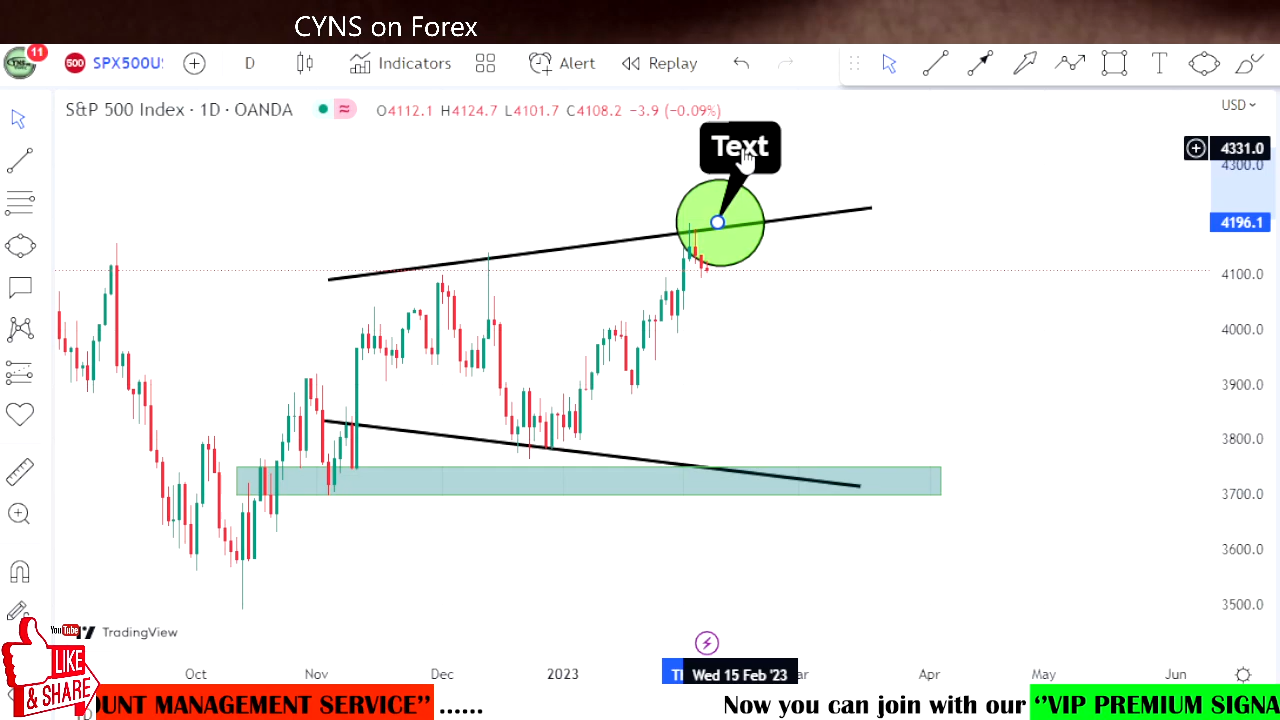 CYNS on Forex
11
500 SPX500U: D Indicators Alert Replay
S&P 500 Index · 1D · OANDA O4112.1 H4124.7 L4101.7 C4108.2 −3.9 (−0.09%)
USD
Text
4331.0
4300.0
4196.1
4100.0
4000.0
3900.0
3800.0
3700.0
3600.0
3500.0
TradingView
Oct Nov Dec 2023 Wed 15 Feb '23 Apr May Jun
YouTube
LIKE
& SHARE
OUNT MANAGEMENT SERVICE” ...... Now you can join with our “VIP PREMIUM SIGNA